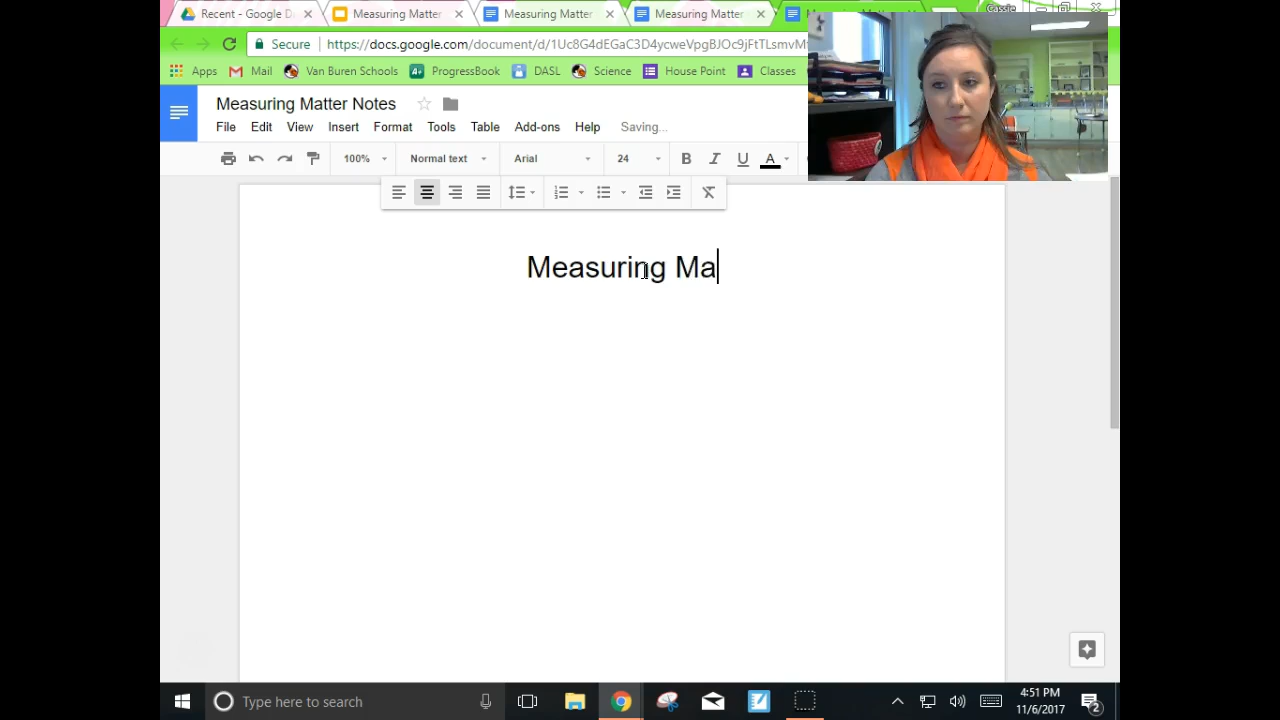 Recent - Google D
Measuring Matter
Measuring Matter
Measuring Matter
Cassie
Secure
https://docs.google.com/document/d/1Uc8G4dEGaC3D4ycweVpgBJOc9jFtTLsmvM
Apps
Mail
Van Buren Schools
ProgressBook
DASL
Science
House Point
Classes
Measuring Matter Notes
File
Edit
View
Insert
Format
Tools
Table
Add-ons
Help
Saving...
100%
Normal text
Arial
24
Measuring Ma
Type here to search
4:51 PM
11/6/2017
2